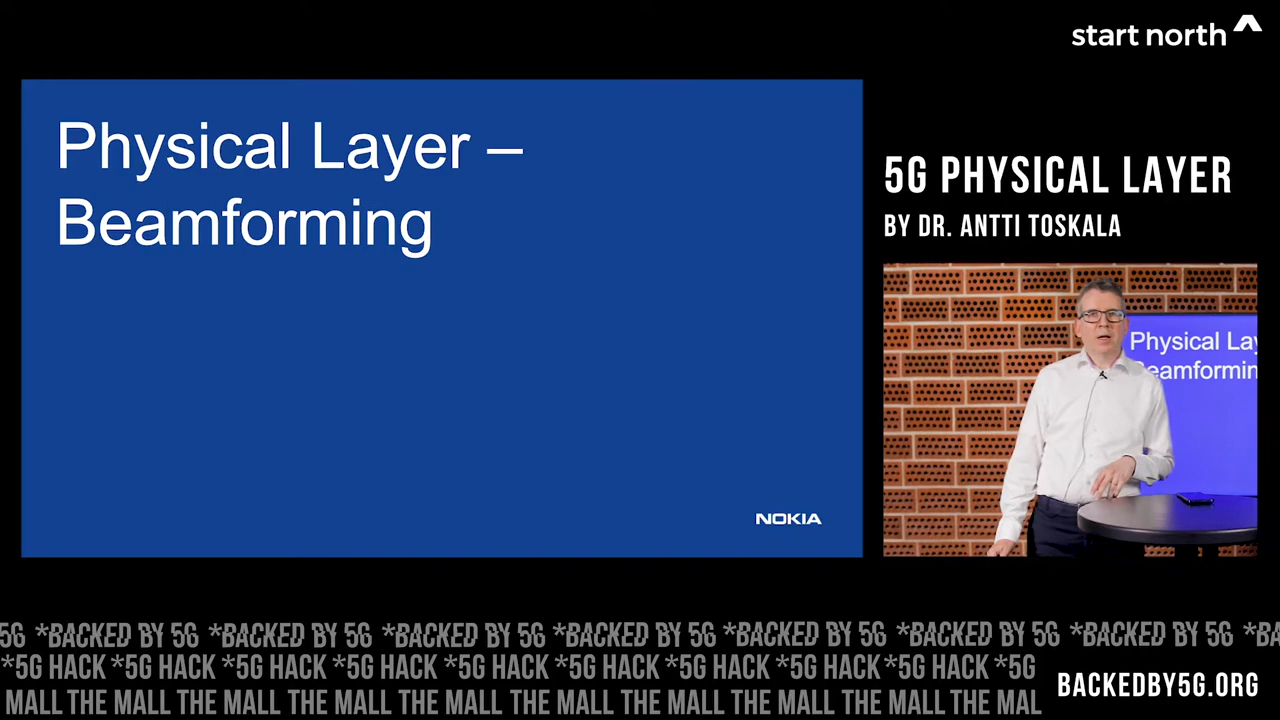 start north
Physical Layer –
Beamforming
NOKIA
5G PHYSICAL LAYER
BY DR. ANTTI TOSKALA
Physical Lay
Beamformin
5G *BACKED BY 5G *BACKED BY 5G *BACKED BY 5G *BACKED BY 5G *BACKED BY 5G *BACKED BY 5G *BACKED BY 5G *BA
*5G HACK *5G HACK *5G HACK *5G HACK *5G HACK *5G HACK *5G HACK *5G HACK *5G HACK *5G
MALL THE MALL THE MALL THE MALL THE MALL THE MALL THE MALL THE MALL THE MALL THE MAL
BACKEDBY5G.ORG